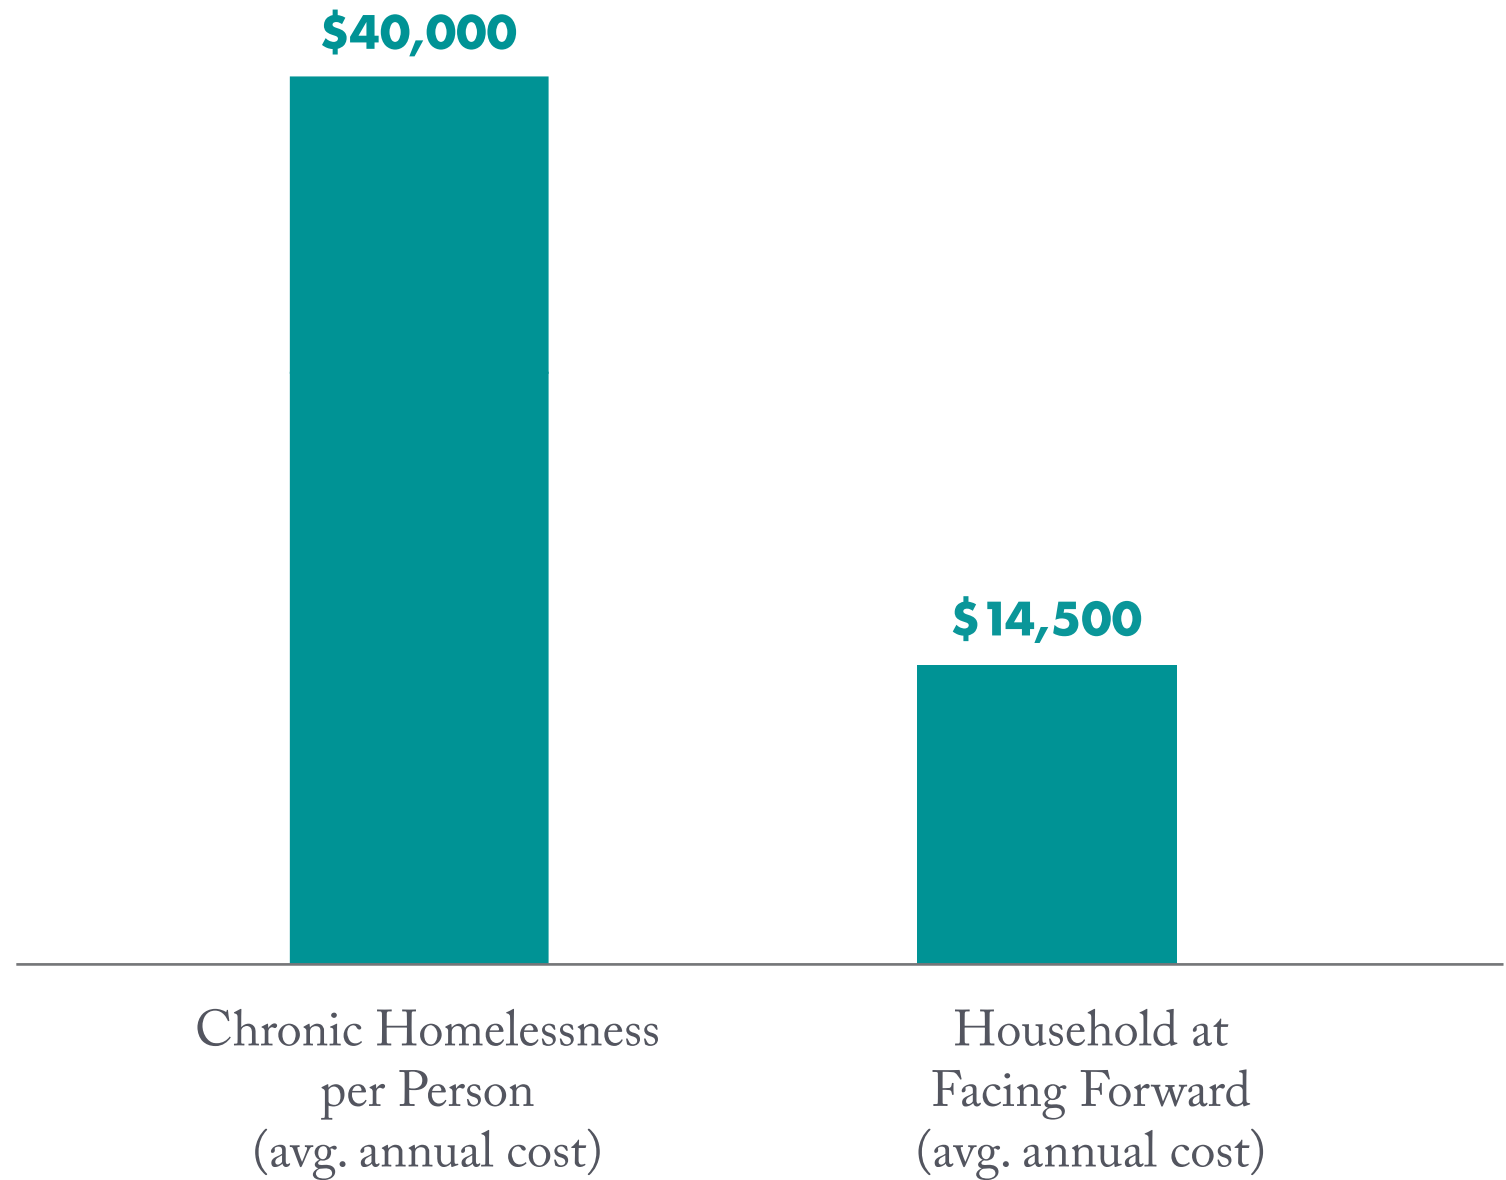 $40,000
$14,500
Chronic Homelessness
per Person
(avg. annual cost)
Household at
Facing Forward
(avg. annual cost)